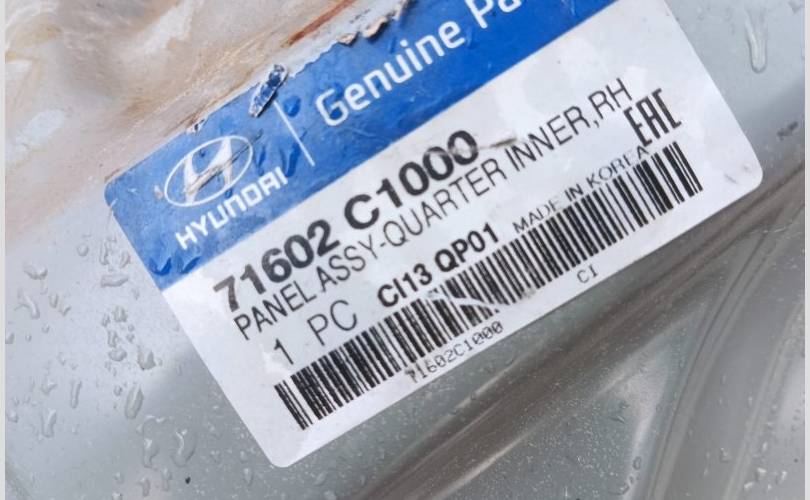 Genuine Pa
HYUNDAI
71602 C1000
PANEL ASSY-QUARTER INNER,RH
1 PC CI13 QP01 MADE IN KOREA
EAC
71602C1000
CI